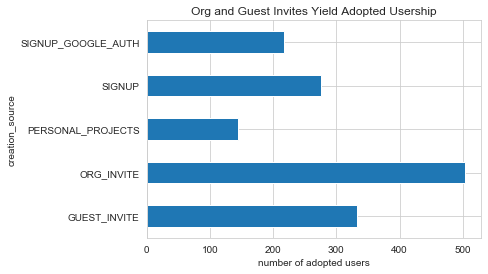 Org and Guest Invites Yield Adopted Usership
SIGNUP_GOOGLE_AUTH
SIGNUP
PERSONAL_PROJECTS
ORG_INVITE
GUEST_INVITE
creation_source
0 100 200 300 400 500
number of adopted users